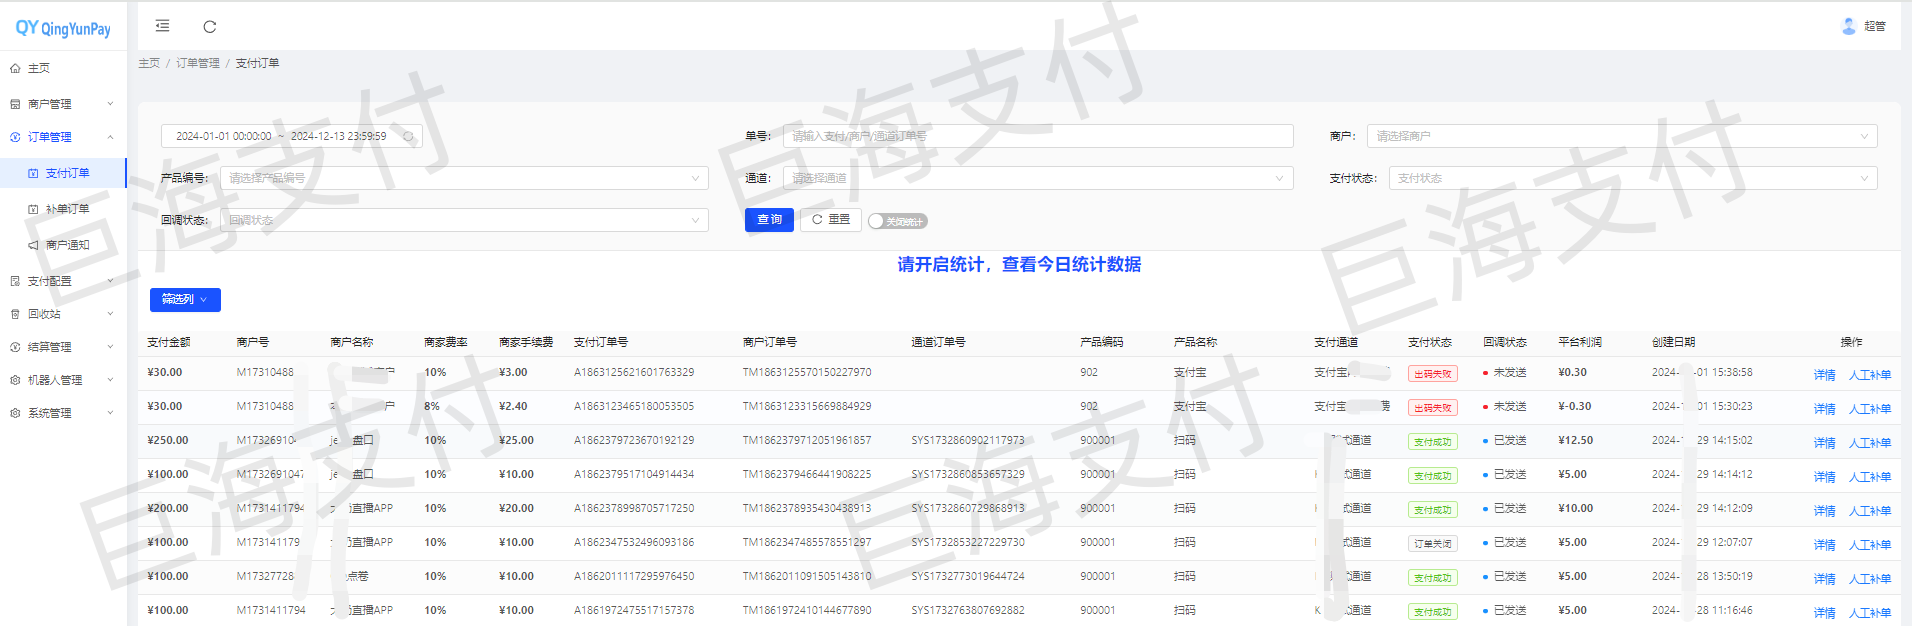 QY QingYunPay
超管
主页 / 订单管理 / 支付订单
主页
商户管理
订单管理
支付订单
补单订单
商户通知
支付配置
回收站
结算管理
机器人管理
系统管理
2024-01-01 00:00:00 ~ 2024-12-13 23:59:59
单号: 请输入支付/商户/通道订单号
商户: 请选择商户
产品编号: 请选择产品编号
通道: 请选择通道
支付状态: 支付状态
回调状态: 回调状态
查询 重置 关闭统计
请开启统计，查看今日统计数据
筛选列
支付金额 商户号 商户名称 商家费率 商家手续费 支付订单号 商户订单号 通道订单号 产品编码 产品名称 支付通道 支付状态 回调状态 平台利润 创建日期 操作
¥30.00 M17310488 户 10% ¥3.00 A1863125621601763329 TM1863125570150227970 902 支付宝 支付宝 出码失败 未发送 ¥0.30 2024- 01 15:38:58 详情 人工补单
¥30.00 M17310488 户 8% ¥2.40 A1863123465180053505 TM1863123315669884929 902 支付宝 支付宝 费 出码失败 未发送 ¥-0.30 2024- 01 15:30:23 详情 人工补单
¥250.00 M17326910 je 盘口 10% ¥25.00 A1862379723670192129 TM1862379712051961857 SYS1732860902117973 900001 扫码 试通道 支付成功 已发送 ¥12.50 2024- 29 14:15:02 详情 人工补单
¥100.00 M1732691047 je 盘口 10% ¥10.00 A1862379517104914434 TM1862379466441908225 SYS1732860853657329 900001 扫码 试通道 支付成功 已发送 ¥5.00 2024- 29 14:14:12 详情 人工补单
¥200.00 M1731411794 直播APP 10% ¥20.00 A1862378998705717250 TM1862378935430438913 SYS1732860729868913 900001 扫码 试通道 支付成功 已发送 ¥10.00 2024- 29 14:12:09 详情 人工补单
¥100.00 M173141179 直播APP 10% ¥10.00 A1862347532496093186 TM1862347485578551297 SYS1732853227229730 900001 扫码 试通道 订单关闭 已发送 ¥5.00 2024- 29 12:07:07 详情 人工补单
¥100.00 M17327728 点卷 10% ¥10.00 A1862011117295976450 TM1862011091505143810 SYS1732773019644724 900001 扫码 试通道 支付成功 已发送 ¥5.00 2024- 28 13:50:19 详情 人工补单
¥100.00 M1731411794 直播APP 10% ¥10.00 A1861972475517157378 TM1861972410144677890 SYS1732763807692882 900001 扫码 K 试通道 支付成功 已发送 ¥5.00 2024- 28 11:16:46 详情 人工补单
巨海支付
巨海支付
巨海支付
巨海支付
巨海支付